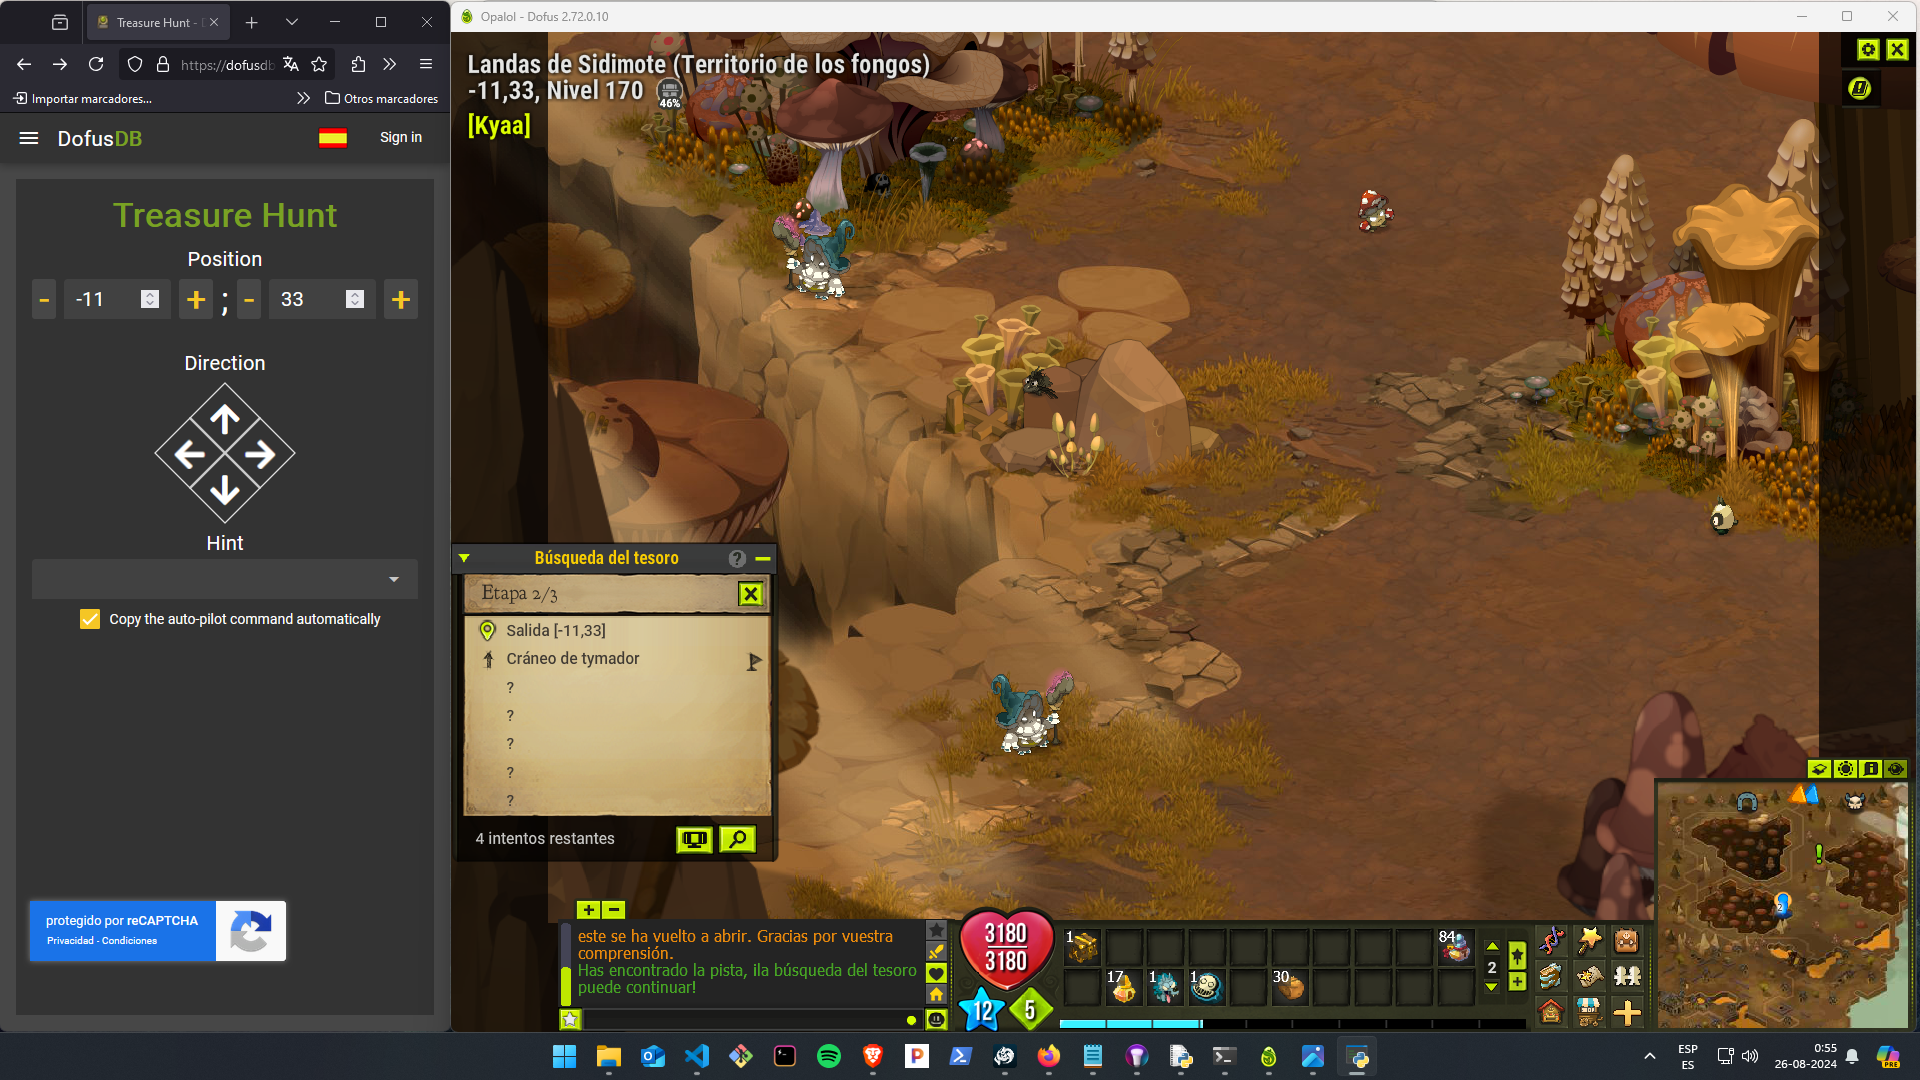 Treasure Hunt - D
https://dofusdb
Importar marcadores...
Otros marcadores
DofusDB
Sign in
Treasure Hunt
Position
- -11 + ; - 33 +
Direction
Hint
Copy the auto-pilot command automatically
protegido por reCAPTCHA
Privacidad - Condiciones
Opalol - Dofus 2.72.0.10
Landas de Sidimote (Territorio de los fongos)
-11,33, Nivel 170
46%
[Kyaa]
Búsqueda del tesoro
?
Etapa 2/3
Salida [-11,33]
Cráneo de tymador
?
?
?
?
?
4 intentos restantes
este se ha vuelto a abrir. Gracias por vuestra
comprensión.
Has encontrado la pista, ¡la búsqueda del tesoro
puede continuar!
3180
3180
12
5
1
84
17
1
1
30
2
2
ESP
ES
0:55
26-08-2024
PRE